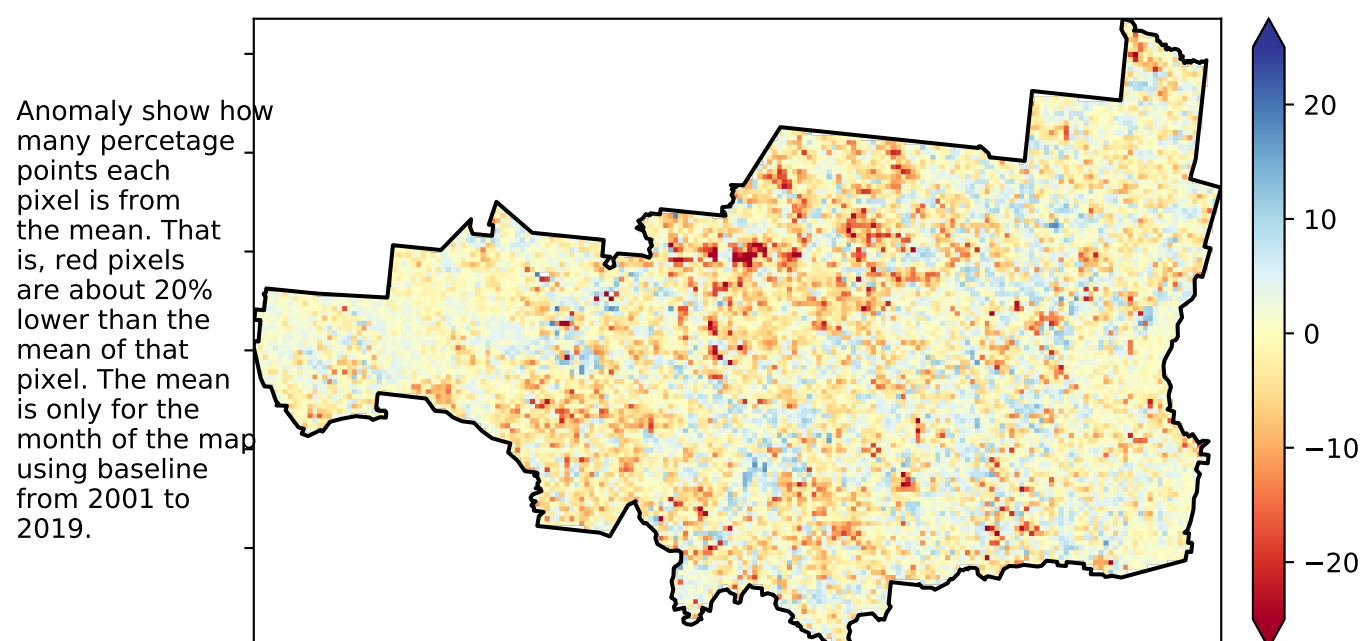 Anomaly show how
many percetage
points each
pixel is from
the mean. That
is, red pixels
are about 20%
lower than the
mean of that
pixel. The mean
is only for the
month of the map
using baseline
from 2001 to
2019.
20
10
0
−10
−20